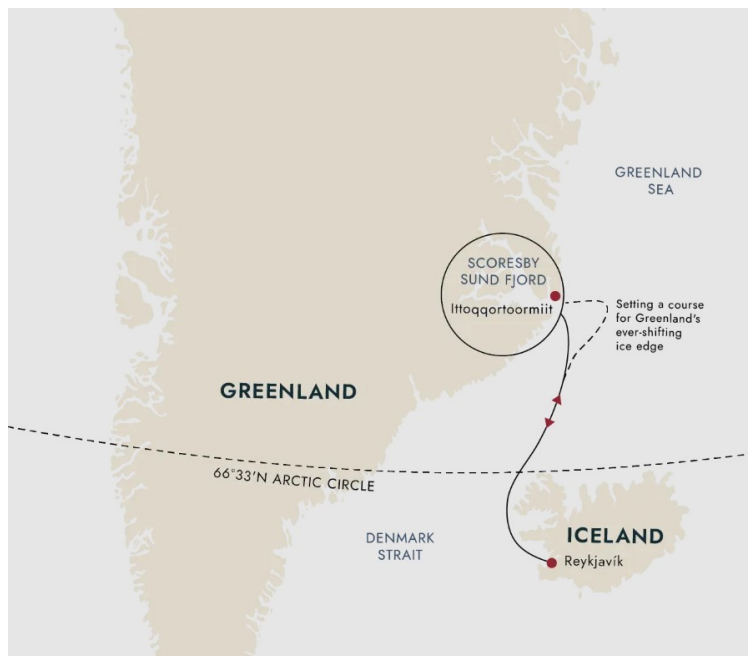 GREENLAND
SEA
SCORESBY
SUND FJORD
Ittoqqortoormiit
Setting a course
for Greenland's
ever-shifting
ice edge
GREENLAND
66°33'N ARCTIC CIRCLE
DENMARK
STRAIT
ICELAND
Reykjavík